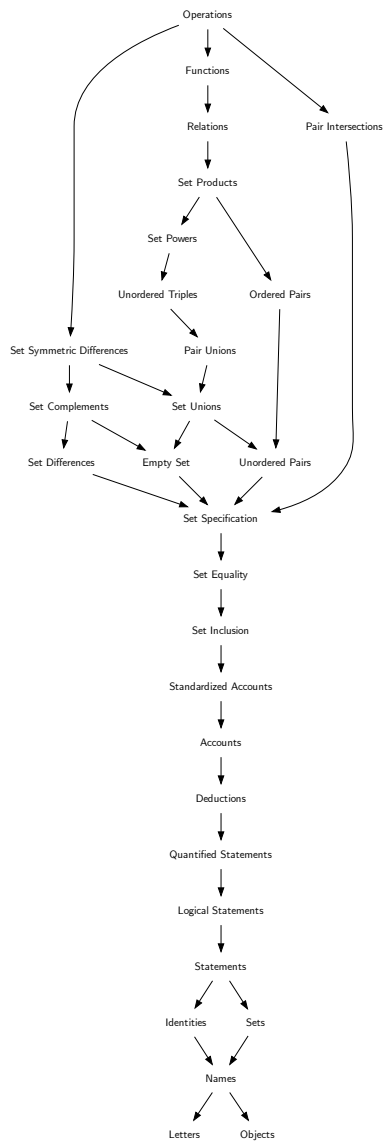 Operations
Functions
Relations
Pair Intersections
Set Products
Set Powers
Unordered Triples
Ordered Pairs
Set Symmetric Differences
Pair Unions
Set Complements
Set Unions
Set Differences
Empty Set
Unordered Pairs
Set Specification
Set Equality
Set Inclusion
Standardized Accounts
Accounts
Deductions
Quantified Statements
Logical Statements
Statements
Identities
Sets
Names
Letters
Objects